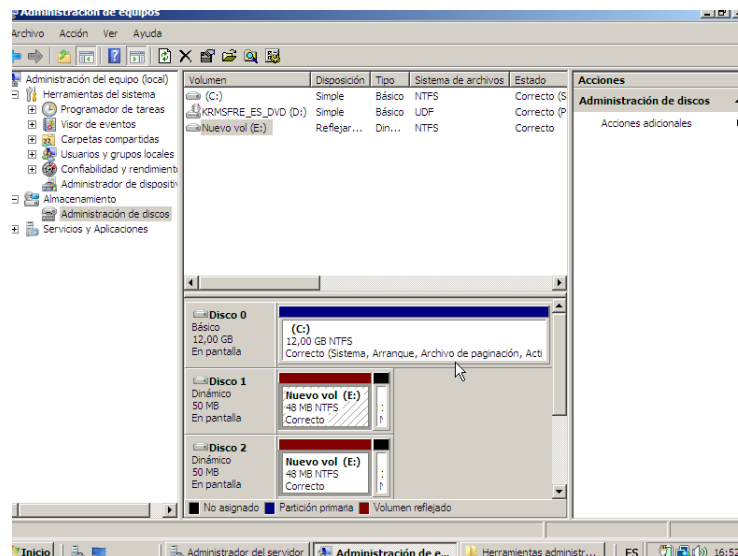 Administración de equipos
Archivo Acción Ver Ayuda
Administración del equipo (local)
Herramientas del sistema
Programador de tareas
Visor de eventos
Carpetas compartidas
Usuarios y grupos locales
Confiabilidad y rendimient
Administrador de dispositiv
Almacenamiento
Administración de discos
Servicios y Aplicaciones
Volumen Disposición Tipo Sistema de archivos Estado
(C:) Simple Básico NTFS Correcto (S
KRMSFRE_ES_DVD (D:) Simple Básico UDF Correcto (P
Nuevo vol (E:) Reflejar... Din... NTFS Correcto
Acciones
Administración de discos
Acciones adicionales
Disco 0
Básico
12,00 GB
En pantalla
(C:)
12,00 GB NTFS
Correcto (Sistema, Arranque, Archivo de paginación, Acti
Disco 1
Dinámico
50 MB
En pantalla
Nuevo vol (E:)
48 MB NTFS
Correcto
Disco 2
Dinámico
50 MB
En pantalla
Nuevo vol (E:)
48 MB NTFS
Correcto
No asignado Partición primaria Volumen reflejado
Inicio Administrador del servidor Administración de e... Herramientas administr... ES